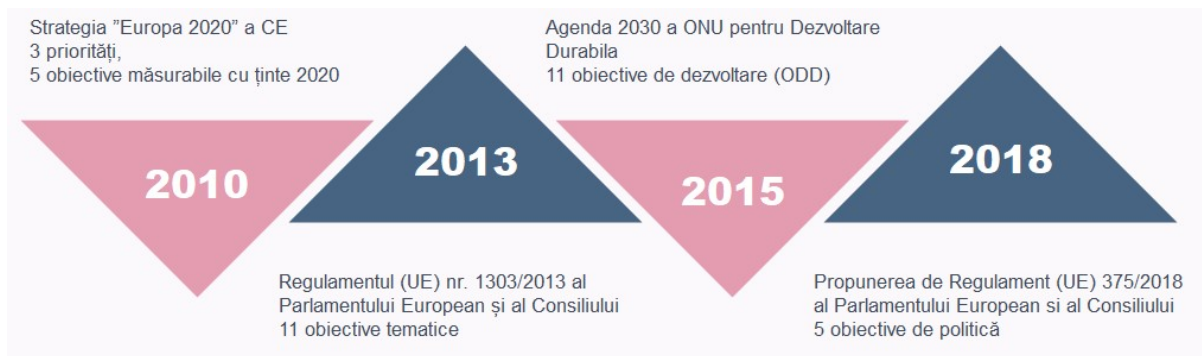 Strategia ”Europa 2020” a CE
3 priorități,
5 obiective măsurabile cu ținte 2020
2010
2013
Regulamentul (UE) nr. 1303/2013 al
Parlamentului European și al Consiliului
11 obiective tematice
Agenda 2030 a ONU pentru Dezvoltare
Durabila
11 obiective de dezvoltare (ODD)
2015
2018
Propunerea de Regulament (UE) 375/2018
al Parlamentului European si al Consiliului
5 obiective de politică